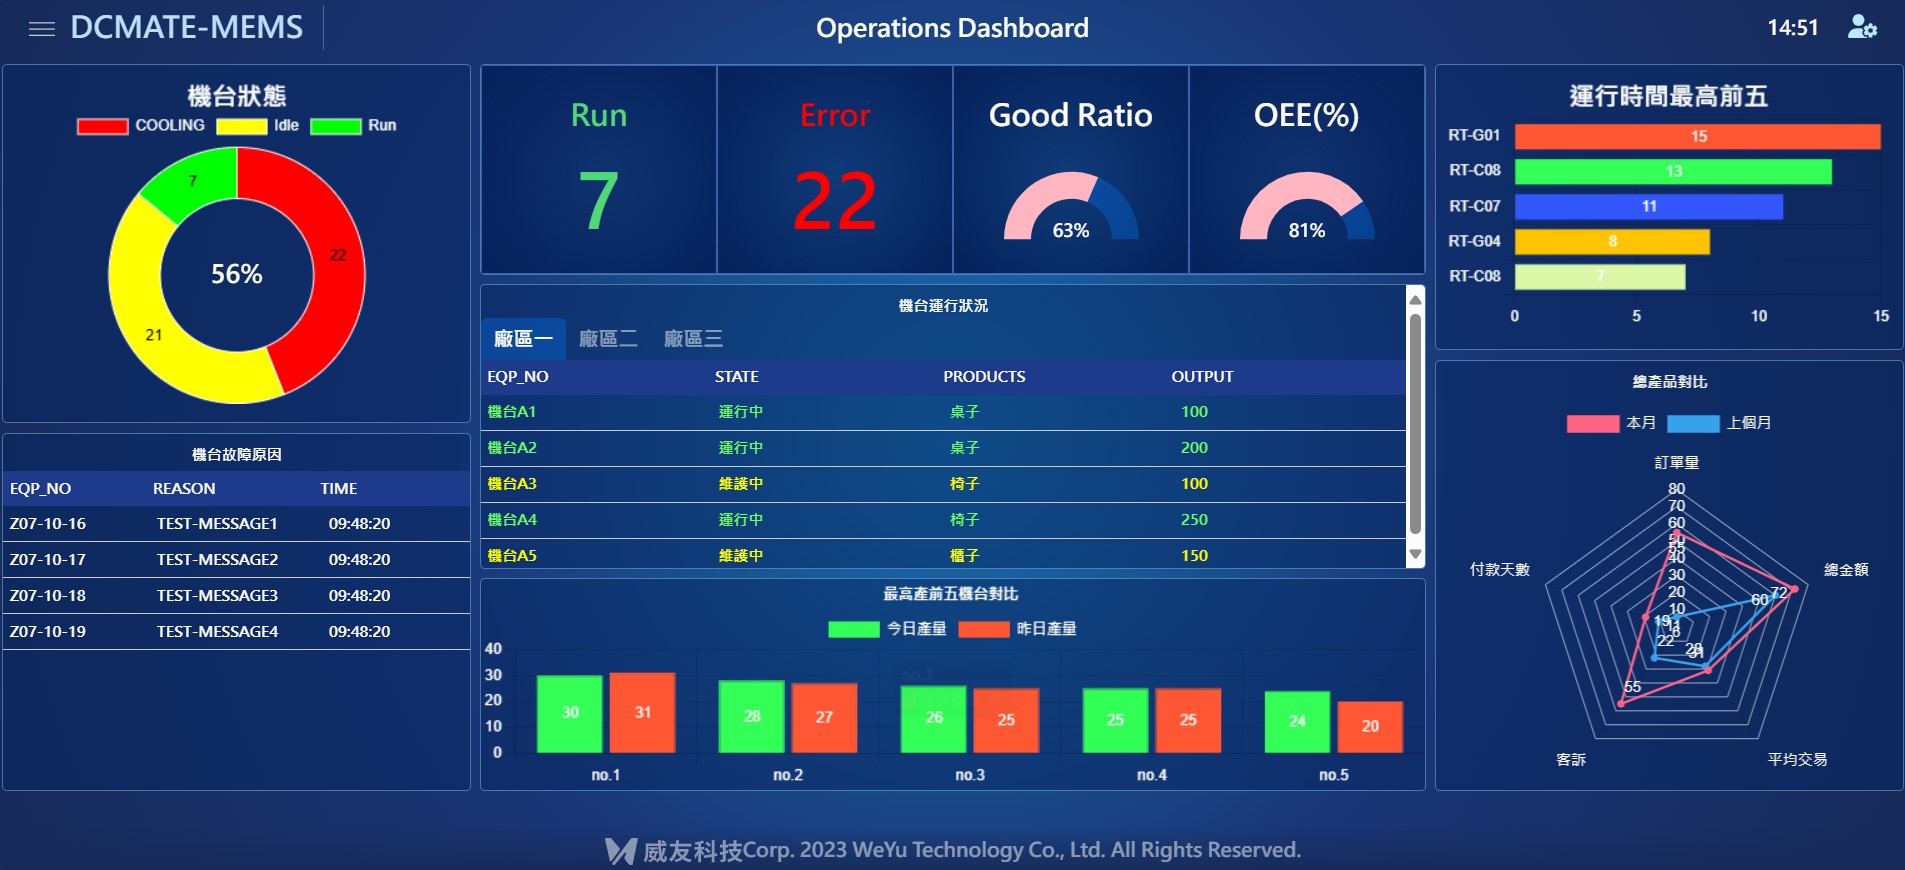 DCMATE-MEMS
Operations Dashboard
14:51
機台狀態
COOLING Idle Run
7
22
56%
21
機台故障原因
EQP_NO REASON TIME
Z07-10-16 TEST-MESSAGE1 09:48:20
Z07-10-17 TEST-MESSAGE2 09:48:20
Z07-10-18 TEST-MESSAGE3 09:48:20
Z07-10-19 TEST-MESSAGE4 09:48:20
Run
7
Error
22
Good Ratio
63%
OEE(%)
81%
機台運行狀況
廠區一 廠區二 廠區三
EQP_NO STATE PRODUCTS OUTPUT
機台A1 運行中 桌子 100
機台A2 運行中 桌子 200
機台A3 維護中 椅子 100
機台A4 運行中 椅子 250
機台A5 維護中 櫃子 150
最高產前五機台對比
今日產量 昨日產量
40
30
20
10
0
30 31 28 27 26 25 25 25 24 20
no.1 no.2 no.3 no.4 no.5
運行時間最高前五
RT-G01 15
RT-C08 13
RT-C07 11
RT-G04 8
RT-C08 7
0 5 10 15
總產品對比
本月 上個月
訂單量
80
70
60
50
55
40
30
20
10
付款天數
總金額
60 72
19 11
6
22
29
31
55
客訴
平均交易
威友科技Corp. 2023 WeYu Technology Co., Ltd. All Rights Reserved.